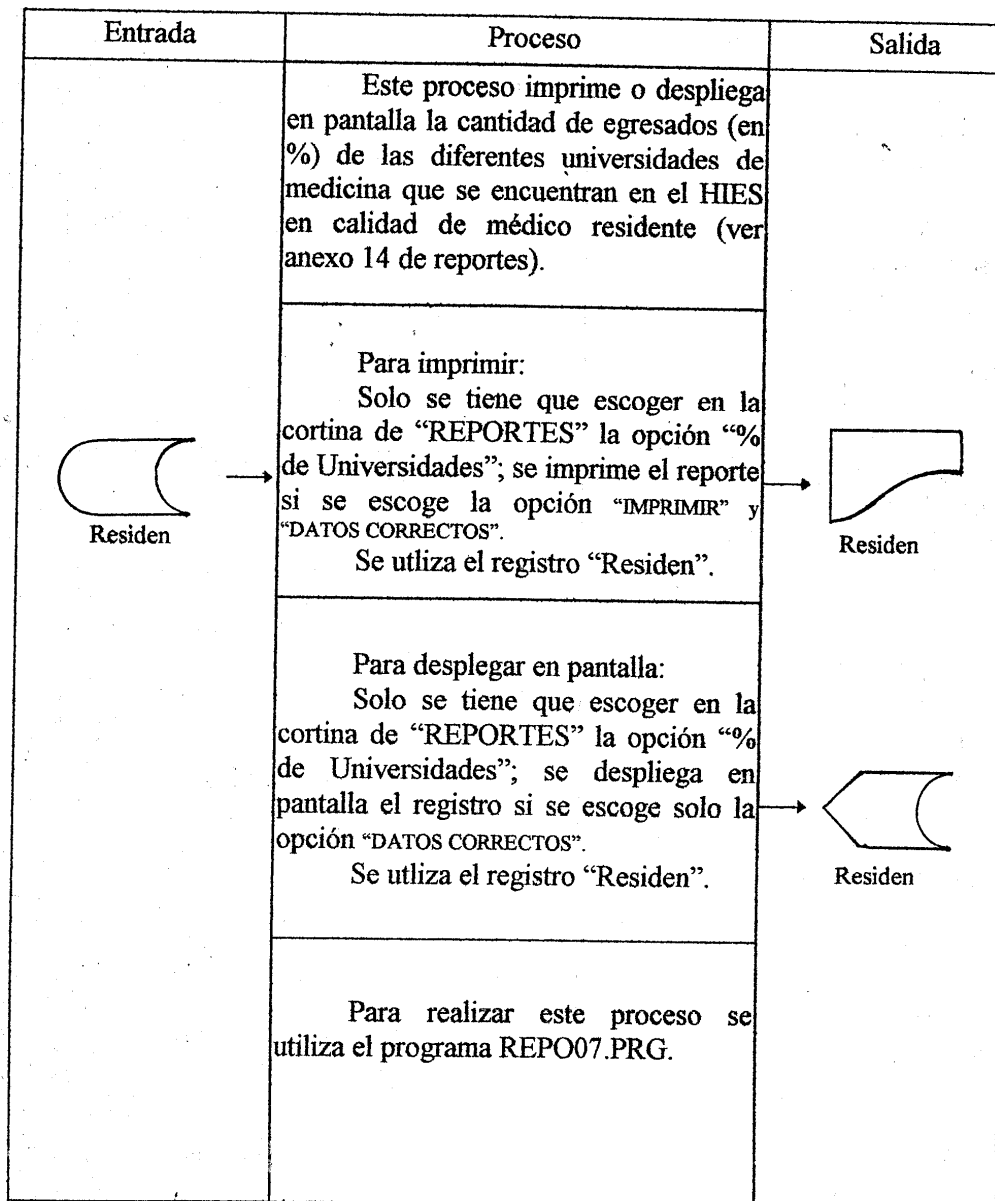 Entrada
Proceso
Salida
Este proceso imprime o despliega
en pantalla la cantidad de egresados (en
%) de las diferentes universidades de
medicina que se encuentran en el HIES
en calidad de médico residente (ver
anexo 14 de reportes).
Para imprimir:
Solo se tiene que escoger en la
cortina de “REPORTES” la opción “%
de Universidades”; se imprime el reporte
si se escoge la opción “IMPRIMIR” y
“DATOS CORRECTOS”.
Se utliza el registro “Residen”.
Residen
Residen
Para desplegar en pantalla:
Solo se tiene que escoger en la
cortina de “REPORTES” la opción “%
de Universidades”; se despliega en
pantalla el registro si se escoge solo la
opción “DATOS CORRECTOS”.
Se utliza el registro “Residen”.
Residen
Para realizar este proceso se
utiliza el programa REPO07.PRG.